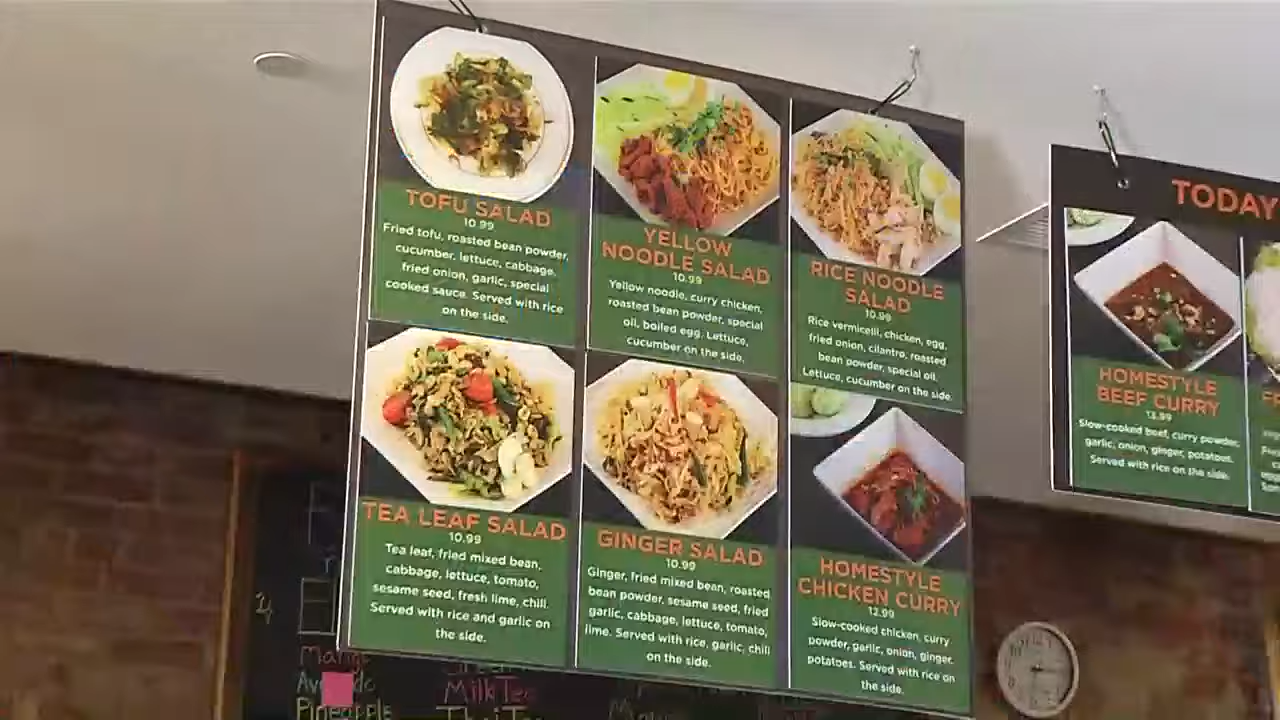 TOFU SALAD
10.99
Fried tofu, roasted bean powder,
cucumber, lettuce, cabbage,
fried onion, garlic, special
cooked sauce. Served with rice
on the side.
YELLOW
NOODLE SALAD
10.99
Yellow noodle, curry chicken,
roasted bean powder, special
oil, boiled egg. Lettuce,
cucumber on the side.
RICE NOODLE
SALAD
10.99
Rice vermicelli, chicken, egg,
fried onion, cilantro, roasted
bean powder, special oil.
Lettuce, cucumber on the side.
TEA LEAF SALAD
10.99
Tea leaf, fried mixed bean,
cabbage, lettuce, tomato,
sesame seed, fresh lime, chill.
Served with rice and garlic on
the side.
GINGER SALAD
10.99
Ginger, fried mixed bean, roasted
bean powder, sesame seed, fried
garlic, cabbage, lettuce, tomato,
lime. Served with rice, garlic, chill
on the side.
HOMESTYLE
CHICKEN CURRY
12.99
Slow-cooked chicken, curry
powder, garlic, onion, ginger,
potatoes. Served with rice on
the side.
TODAY
HOMESTYLE
BEEF CURRY
13.99
Slow-cooked beef, curry powder,
garlic, onion, ginger, potatous.
Served with rice on the side.
Mango
Pineapple
Milk Tea
Thai Tea